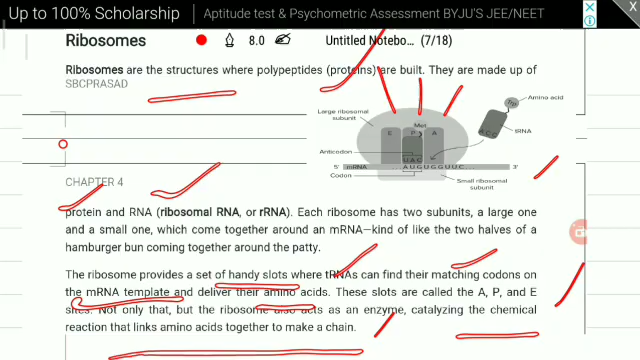 Up to 100% Scholarship
Aptitude test & Psychometric Assessment BYJU'S JEE/NEET
Ribosomes
8.0
Untitled Notebo... (7/18)
Ribosomes are the structures where polypeptides (proteins) are built. They are made up of
SBCPRASAD
Large ribosomal
subunit
Amino acid
Trp
Met
E P A
tRNA
ACC
Anticodon
UAC
5' mRNA AUGUGGUUC 3'
Codon
Small ribosomal
subunit
CHAPTER 4
protein and RNA (ribosomal RNA, or rRNA). Each ribosome has two subunits, a large one
and a small one, which come together around an mRNA—kind of like the two halves of a
hamburger bun coming together around the patty.
The ribosome provides a set of handy slots where tRNAs can find their matching codons on
the mRNA template and deliver their amino acids. These slots are called the A, P, and E
sites. Not only that, but the ribosome also acts as an enzyme, catalyzing the chemical
reaction that links amino acids together to make a chain.